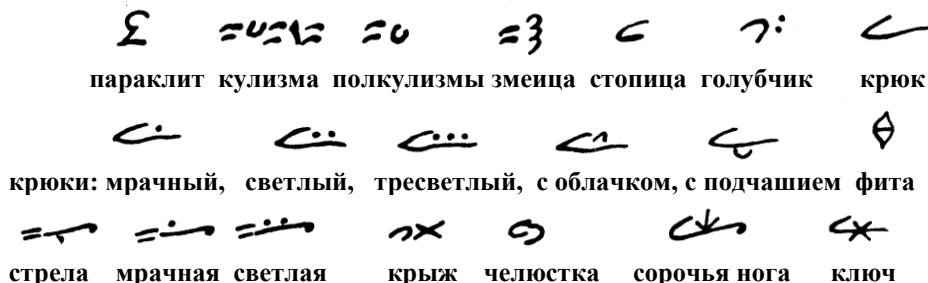 параклит кулизма полкулизмы змеица стопица голубчик крюк
крюки: мрачный, светлый, тресветлый, с облачком, с подчашием фита
стрела мрачная светлая крыж челюстка сорочья нога ключ